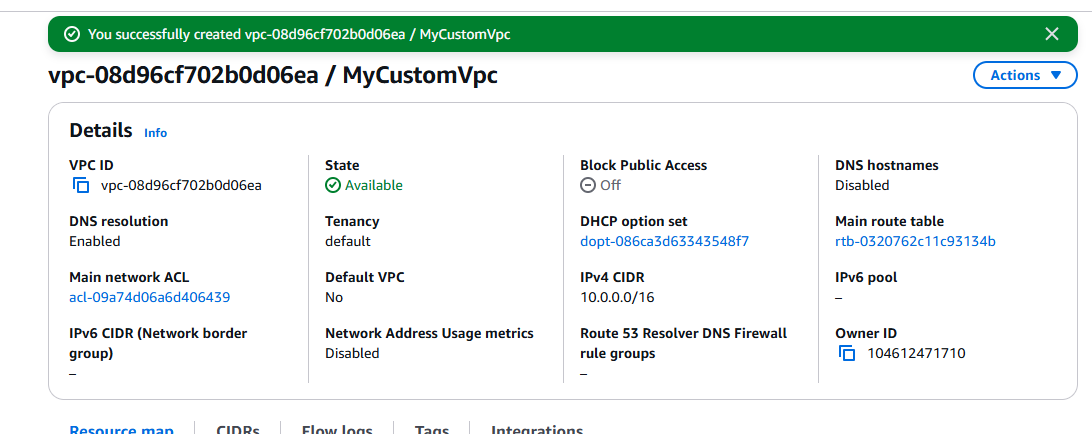 You successfully created vpc-08d96cf702b0d06ea / MyCustomVpc
vpc-08d96cf702b0d06ea / MyCustomVpc
Actions
Details Info
VPC ID
vpc-08d96cf702b0d06ea
State
Available
Block Public Access
Off
DNS hostnames
Disabled
DNS resolution
Enabled
Tenancy
default
DHCP option set
dopt-086ca3d63343548f7
Main route table
rtb-0320762c11c93134b
Main network ACL
acl-09a74d06a6d406439
Default VPC
No
IPv4 CIDR
10.0.0.0/16
IPv6 pool
–
IPv6 CIDR (Network border
group)
–
Network Address Usage metrics
Disabled
Route 53 Resolver DNS Firewall
rule groups
–
Owner ID
104612471710
Resource map CIDRs Flow logs Tags Integrations